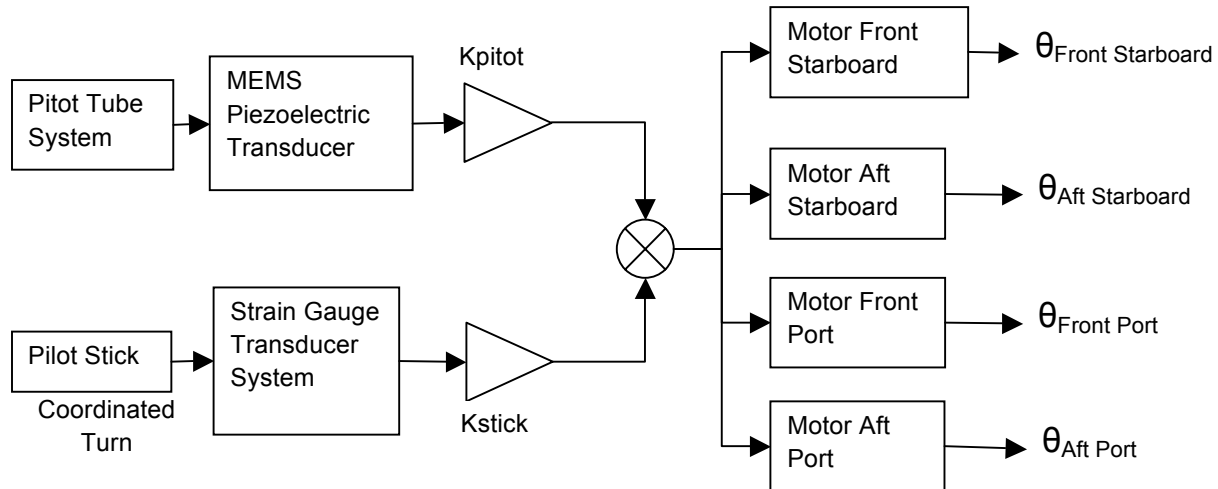 Pitot Tube
System
MEMS
Piezoelectric
Transducer
Kpitot
Pilot Stick
Coordinated
Turn
Strain Gauge
Transducer
System
Kstick
Motor Front
Starboard
θFront Starboard
Motor Aft
Starboard
θAft Starboard
Motor Front
Port
θFront Port
Motor Aft
Port
θAft Port